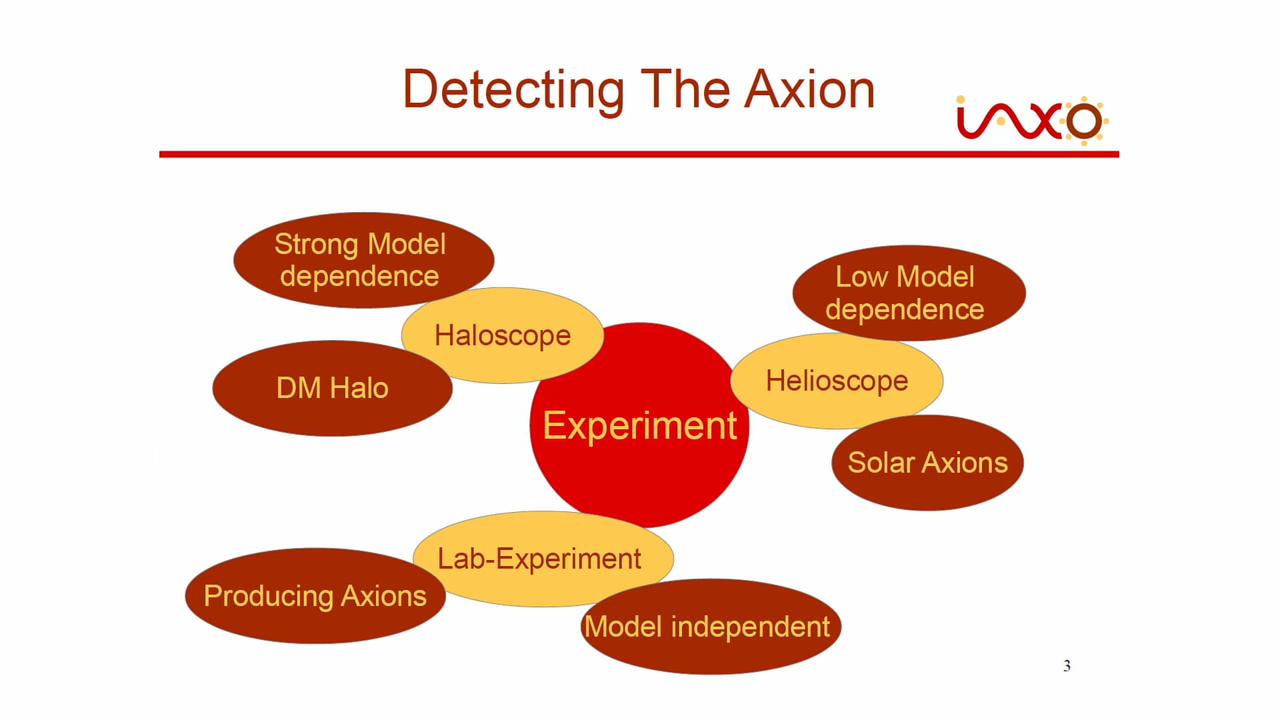 Detecting The Axion
iaxo
Strong Model
dependence
Low Model
dependence
Haloscope
Helioscope
DM Halo
Experiment
Solar Axions
Lab-Experiment
Producing Axions
Model independent
3